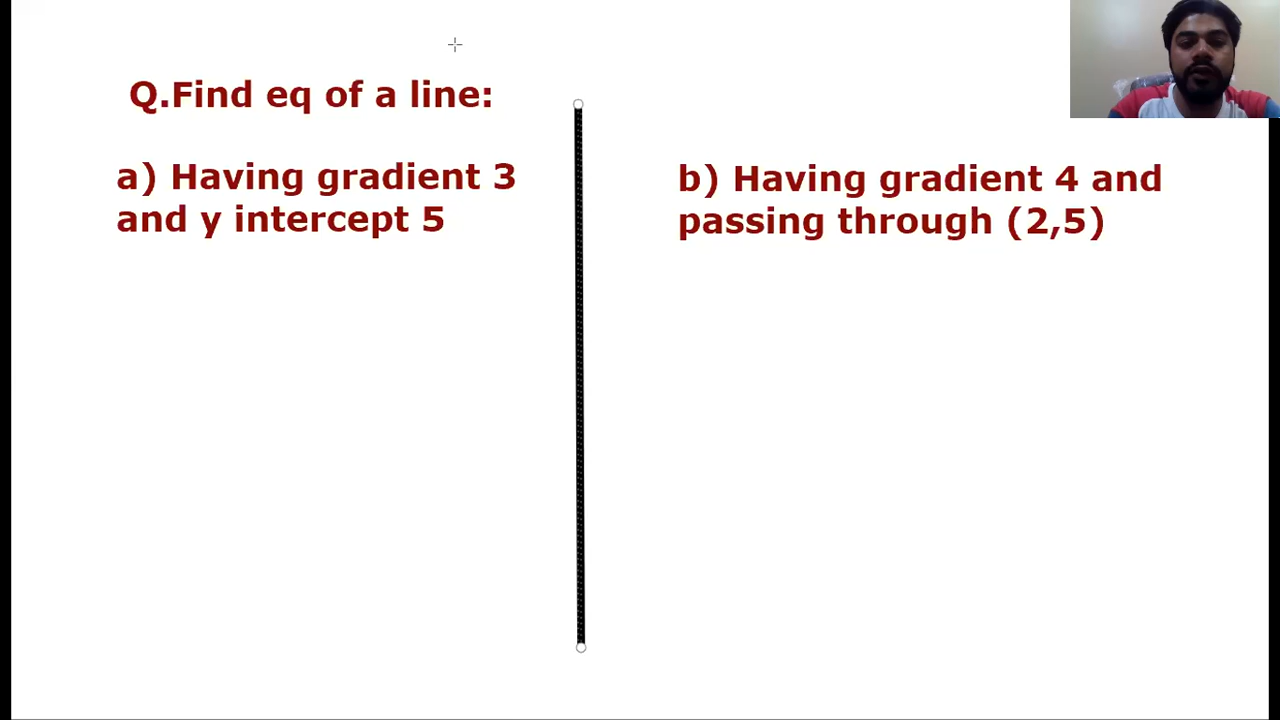 Q.Find eq of a line:
a) Having gradient 3
and y intercept 5
b) Having gradient 4 and
passing through (2,5)